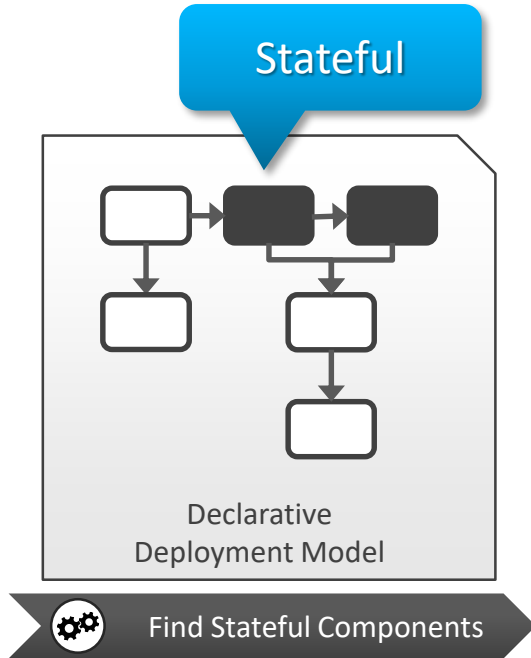 Stateful
Declarative
Deployment Model
Find Stateful Components